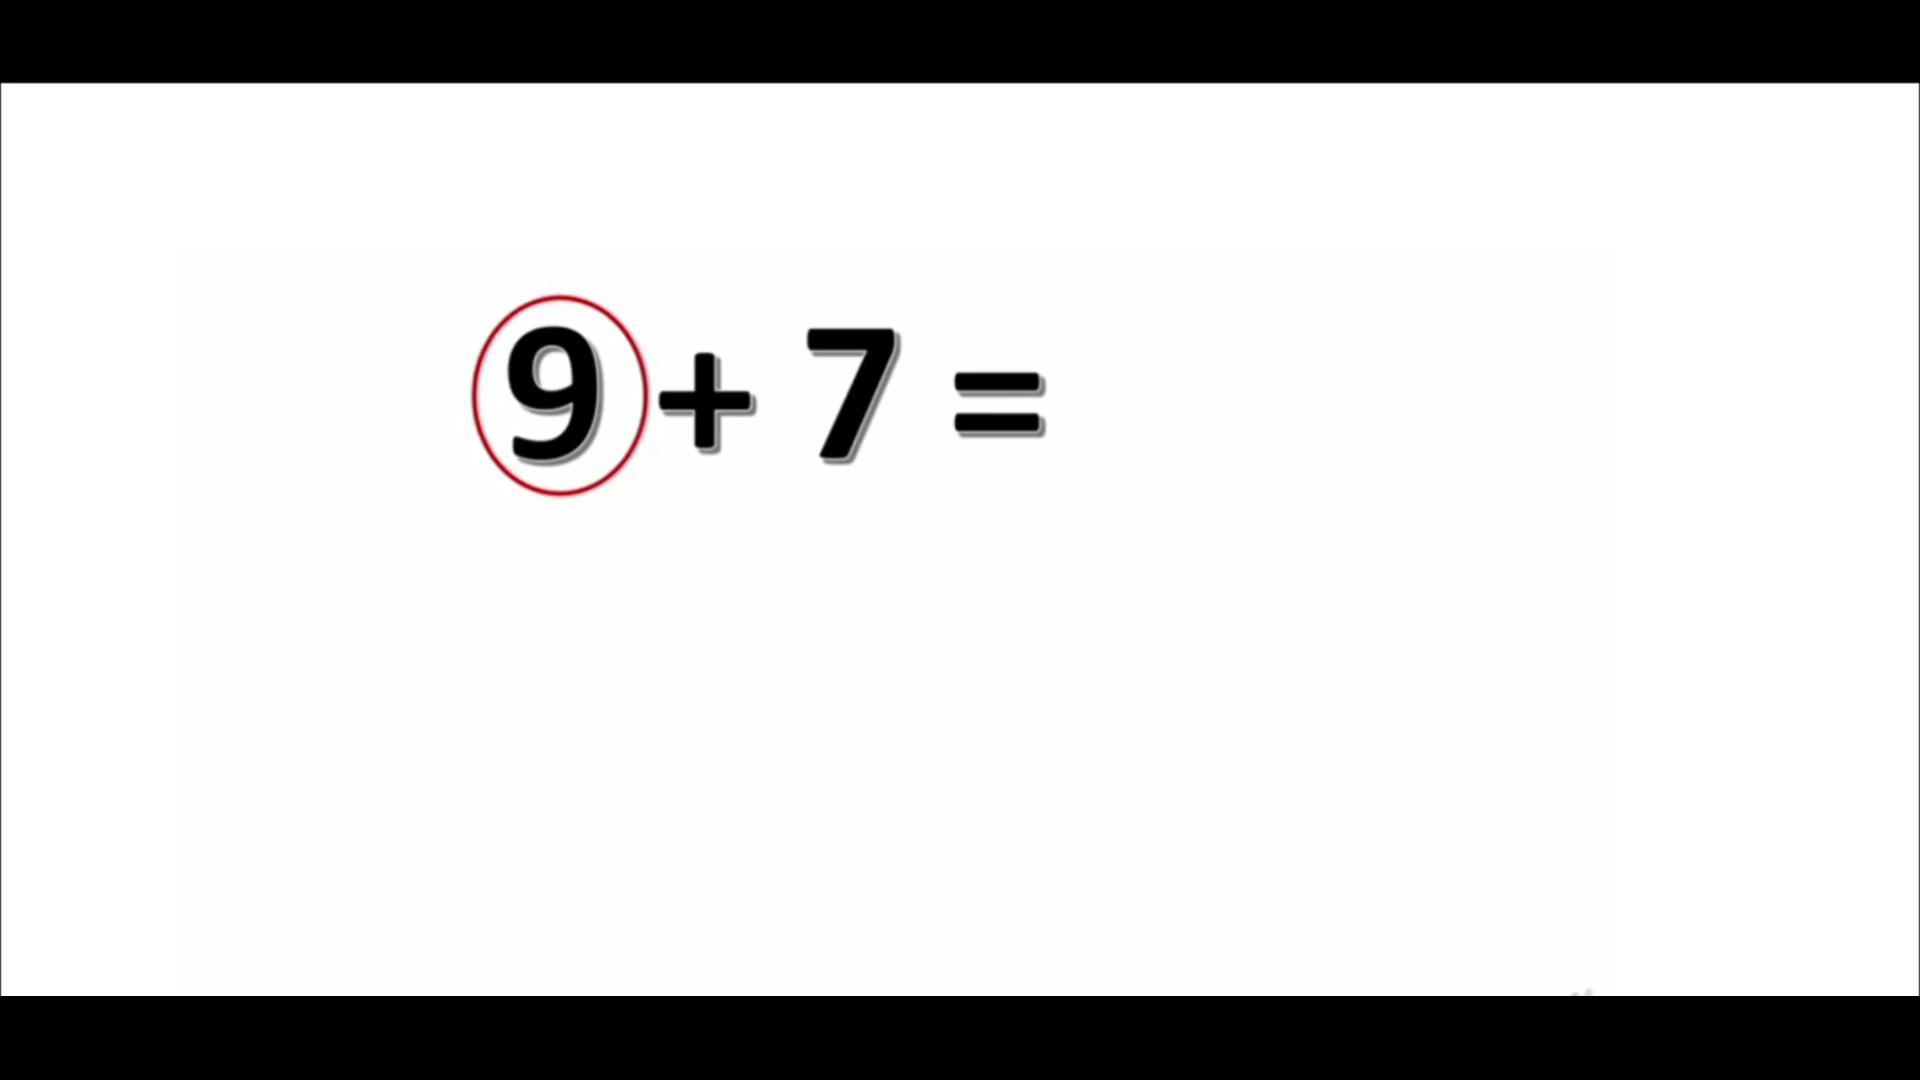 9 + 7 =